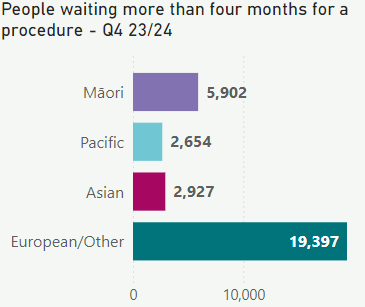 People waiting more than four months for a
procedure - Q4 23/24
Māori 5,902
Pacific 2,654
Asian 2,927
European/Other 19,397
0 10,000